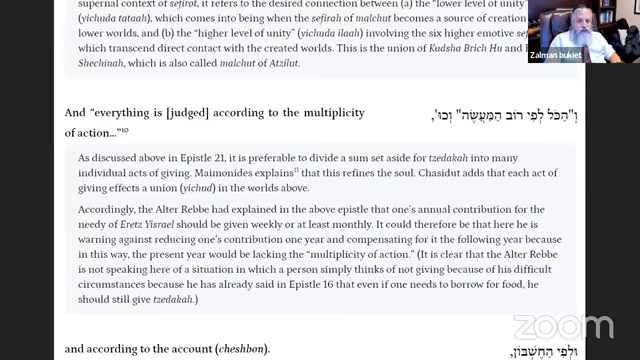 supernal context of sefirot, it refers to the desired connection between (a) the "lower level of unity"
(yichuda tataah), which comes into being when the sefirah of malchut becomes a source of creation
lower worlds, and (b) the "higher level of unity" (yichuda ilaah) involving the six higher emotive
which transcend direct contact with the created worlds. This is the union of Kudsha Brich Hu and
Shechinah, which is also called malchut of Atzilut.
Zalman bukiet
And "everything is [judged] according to the multiplicity
of action..."10
וְ"הַכֹּל לְפִי רוֹב הַמַּעֲשֶׂה" וְכוּ',
As discussed above in Epistle 21, it is preferable to divide a sum set aside for tzedakah into many
individual acts of giving. Maimonides explains11 that this refines the soul. Chasidut adds that each act of
giving effects a union (yichud) in the worlds above.
Accordingly, the Alter Rebbe had explained in the above epistle that one's annual contribution for the
needy of Eretz Yisrael should be given weekly or at least monthly. It could therefore be that here he is
warning against reducing one's contribution one year and compensating for it the following year because
in this way, the present year would be lacking the "multiplicity of action." (It is clear that the Alter Rebbe
is not speaking here of a situation in which a person simply thinks of not giving because of his difficult
circumstances because he has already said in Epistle 16 that even if one needs to borrow for food, he
should still give tzedakah.)
and according to the account (cheshbon).
וּלְפִי הַחֶשְׁבּוֹן,
zoom